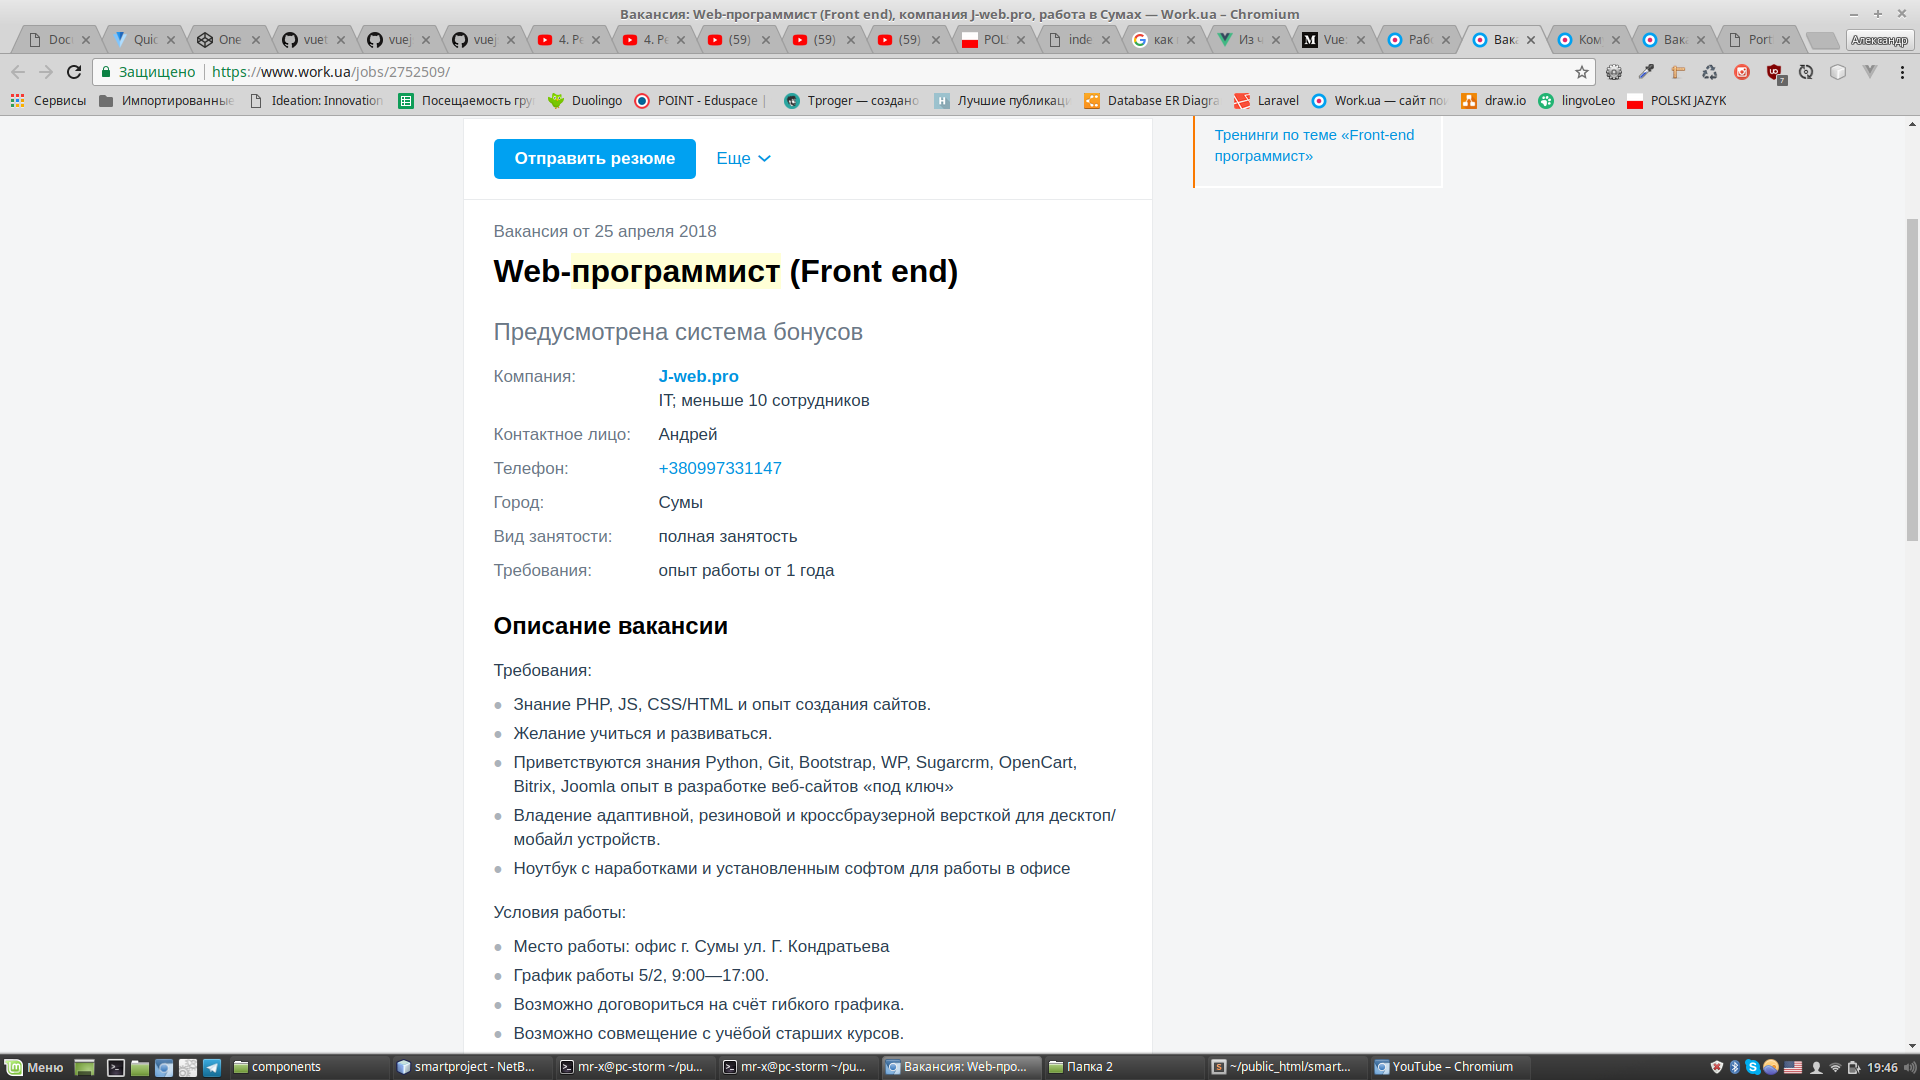 Вакансия: Web-программист (Front end), компания J-web.pro, работа в Сумах — Work.ua – Chromium
Doc Quic One vuet vuej vuej 4. Ре 4. Ре (59) (59) (59) POL inde как Из ч Vue: Рабо Вака Ком Вака Port Александр
Защищено https://www.work.ua/jobs/2752509/
Сервисы Импортированные Ideation: Innovation Посещаемость гру Duolingo POINT - Eduspace | Tproger — создано Лучшие публикаци Database ER Diagra Laravel Work.ua — сайт по draw.io lingvoLeo POLSKI JAZYK
Тренинги по теме «Front-end
программист»
Отправить резюме Еще
Вакансия от 25 апреля 2018
Web-программист (Front end)
Предусмотрена система бонусов
Компания: J-web.pro
IT; меньше 10 сотрудников
Контактное лицо: Андрей
Телефон: +380997331147
Город: Сумы
Вид занятости: полная занятость
Требования: опыт работы от 1 года
Описание вакансии
Требования:
Знание PHP, JS, CSS/HTML и опыт создания сайтов.
Желание учиться и развиваться.
Приветствуются знания Python, Git, Bootstrap, WP, Sugarcrm, OpenCart,
Bitrix, Joomla опыт в разработке веб-сайтов «под ключ»
Владение адаптивной, резиновой и кроссбраузерной версткой для десктоп/
мобайл устройств.
Ноутбук с наработками и установленным софтом для работы в офисе
Условия работы:
Место работы: офис г. Сумы ул. Г. Кондратьева
График работы 5/2, 9:00—17:00.
Возможно договориться на счёт гибкого графика.
Возможно совмещение с учёбой старших курсов.
Меню components smartproject - NetB... mr-x@pc-storm ~/pu... mr-x@pc-storm ~/pu... Вакансия: Web-про... Папка 2 ~/public_html/smart... YouTube – Chromium 19:46